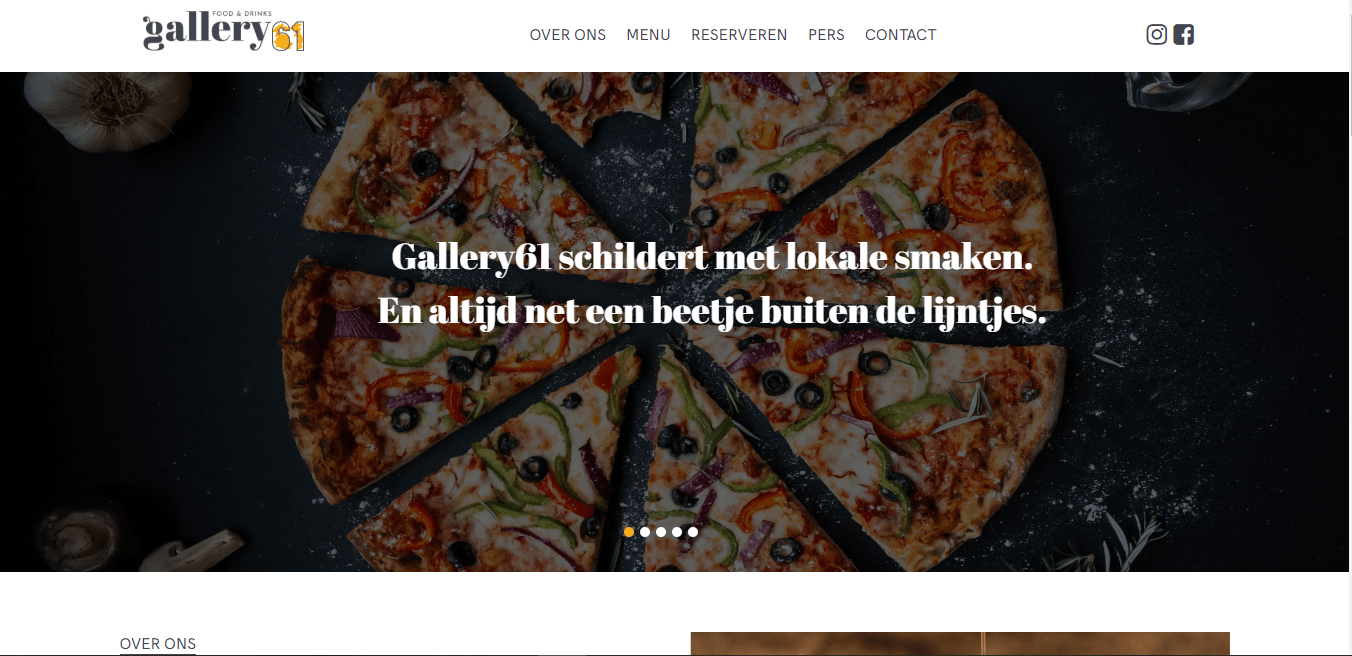 FOOD & DRINKS
gallery61
OVER ONS MENU RESERVEREN PERS CONTACT
Gallery61 schildert met lokale smaken.
En altijd net een beetje buiten de lijntjes.
OVER ONS